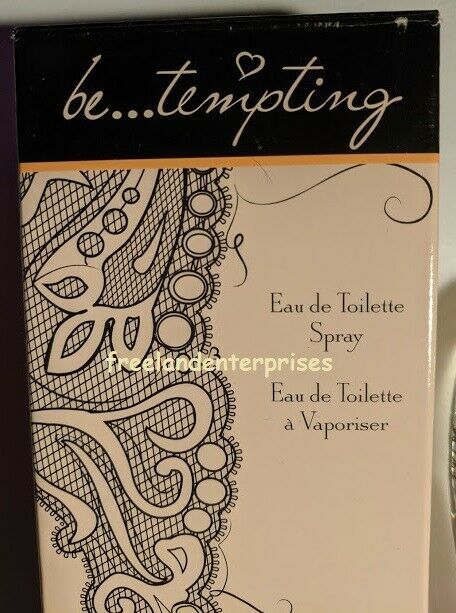 be...tempting
Eau de Toilette
Spray
freelandenterprises
Eau de Toilette
à Vaporiser